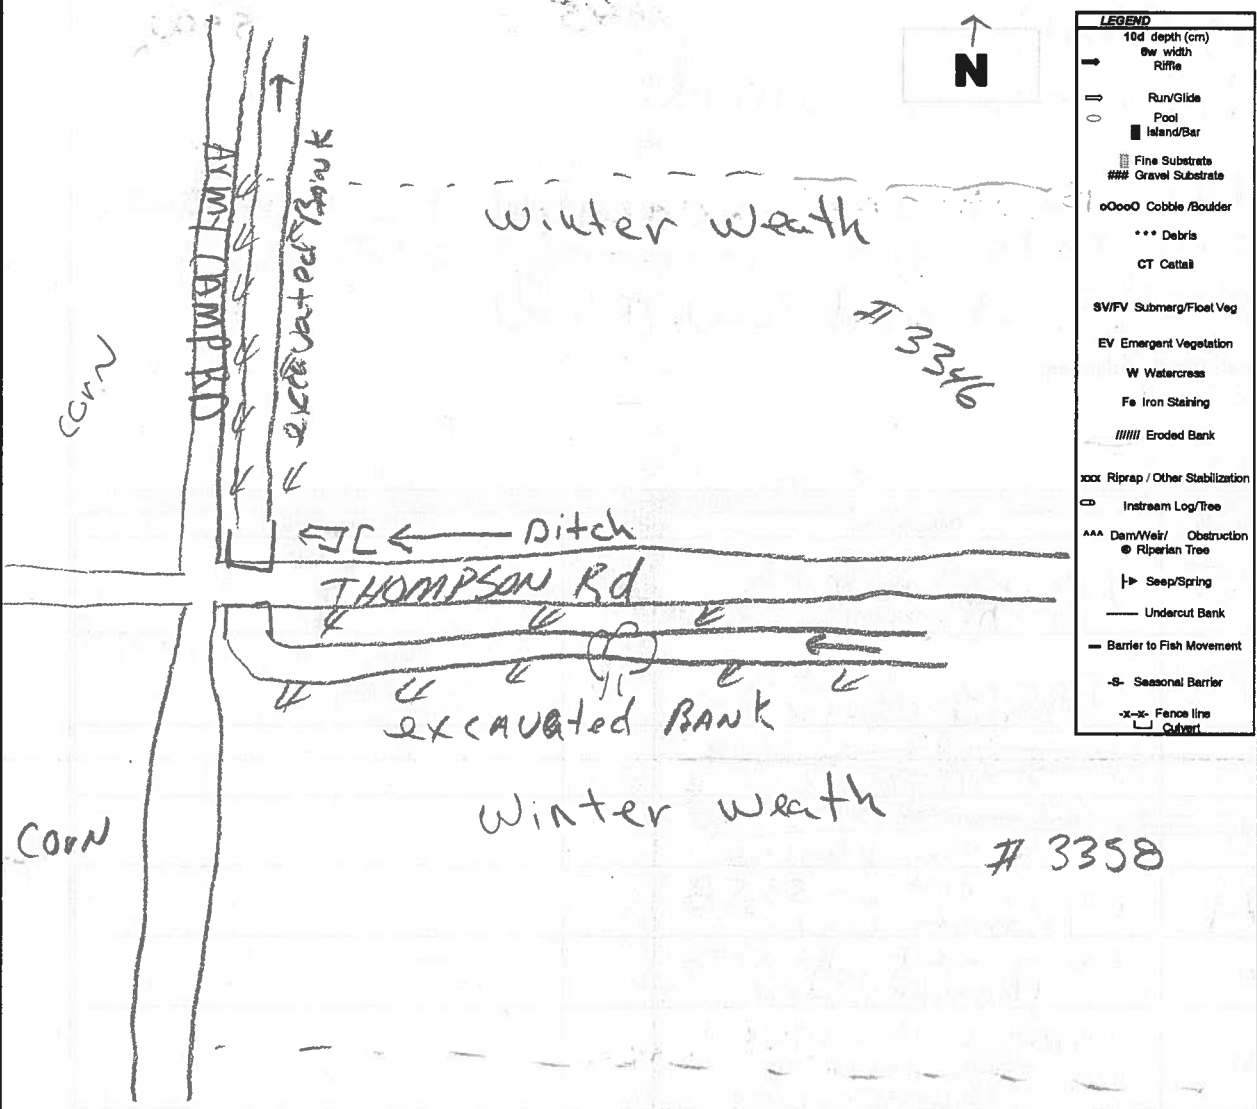 N
LEGEND
10d depth (cm)
6w width
Riffle
Run/Glide
Pool
Island/Bar
Fine Substrate
### Gravel Substrate
oOooO Cobble /Boulder
*** Debris
CT Cattail
SV/FV Submerg/Float Veg
EV Emergent Vegetation
W Watercress
Fe Iron Staining
/////// Eroded Bank
xxx Riprap / Other Stabilization
Instream Log/Tree
^^^ Dam/Weir/ Obstruction
Riparian Tree
Seep/Spring
Undercut Bank
Barrier to Fish Movement
-S- Seasonal Barrier
-x-x- Fence line
Culvert
CAMP RD
excavated Bank
Winter Weath
# 3346
corn
Ditch
THOMPSON Rd
excavated BANK
Winter Weath
corn
# 3358